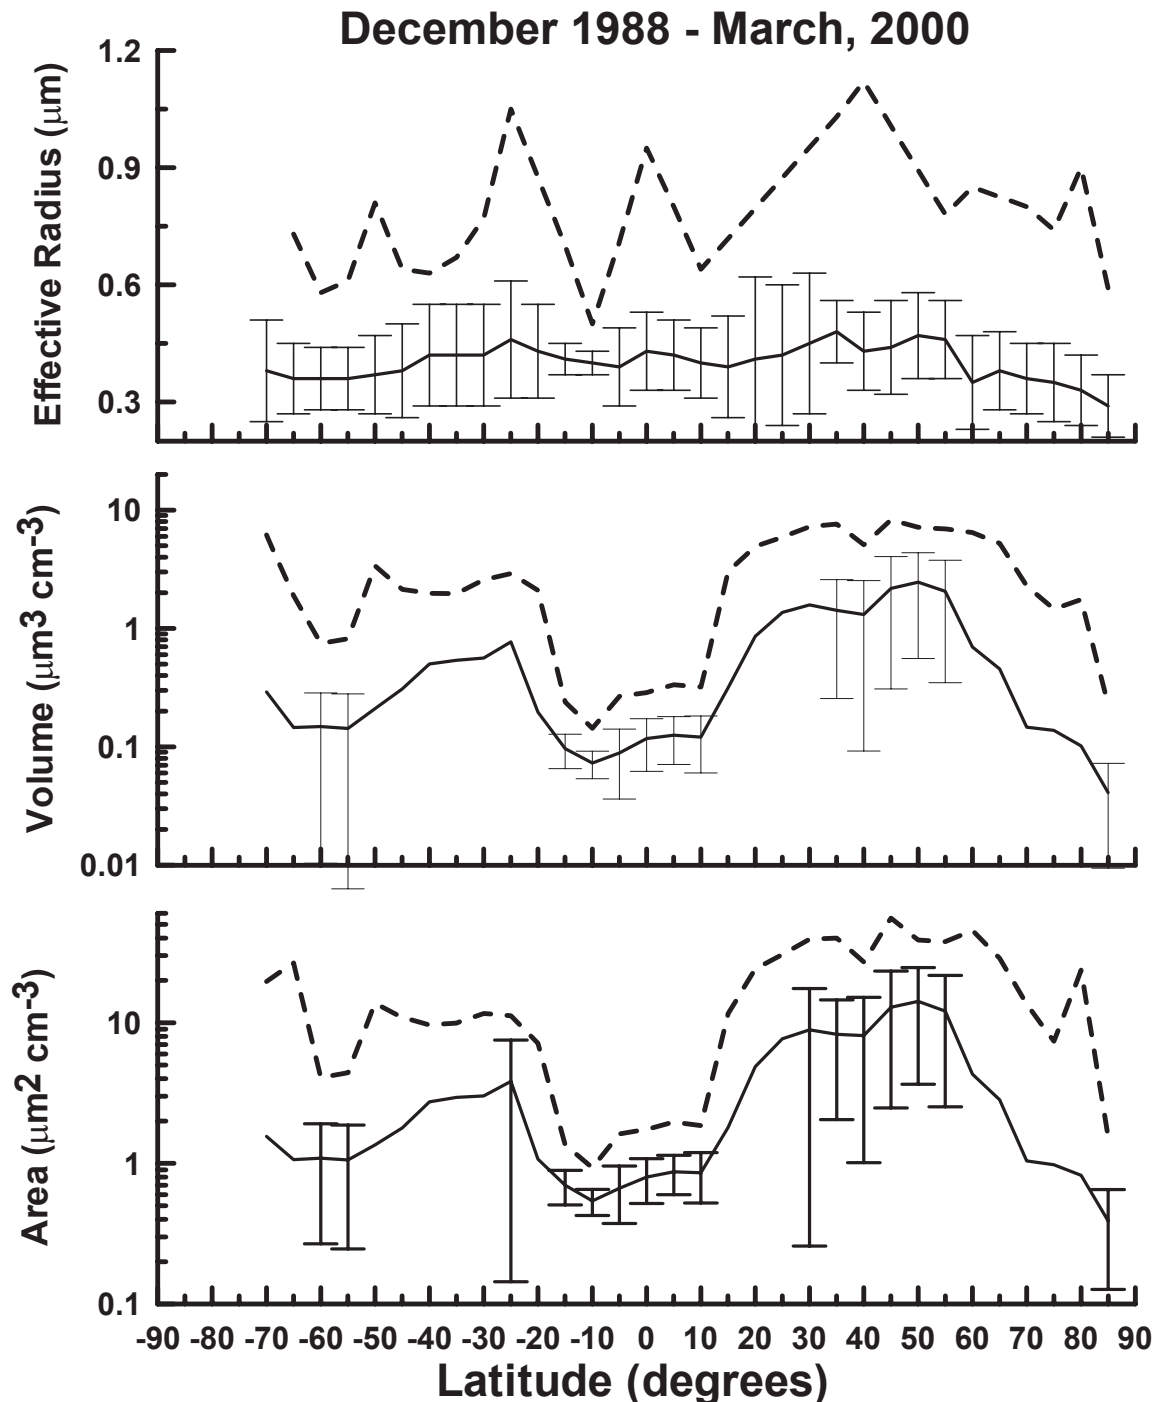 December 1988 - March, 2000
1.2
0.9
0.6
0.3
Effective Radius (μm)
10
1
0.1
0.01
Volume (μm3 cm-3)
10
1
0.1
Area (μm2 cm-3)
-90 -80 -70 -60 -50 -40 -30 -20 -10 0 10 20 30 40 50 60 70 80 90
Latitude (degrees)